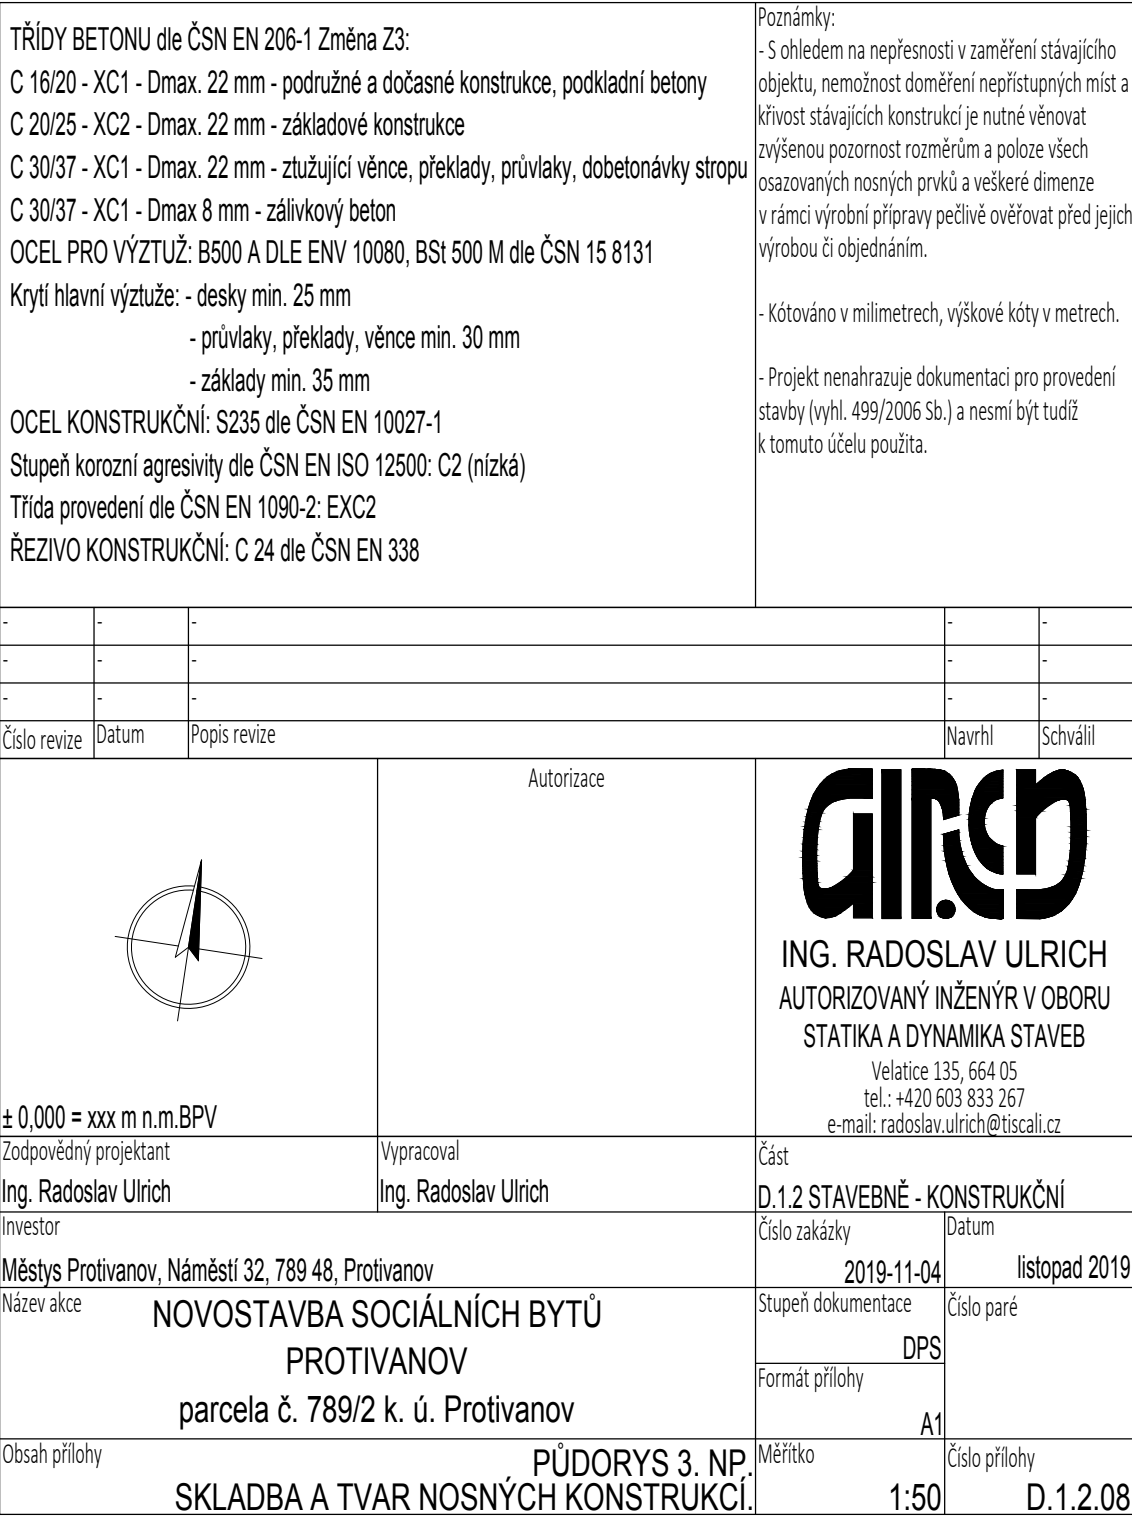 TŘÍDY BETONU dle ČSN EN 206-1 Změna Z3:
C 16/20 - XC1 - Dmax. 22 mm - podružné a dočasné konstrukce, podkladní betony
C 20/25 - XC2 - Dmax. 22 mm - základové konstrukce
C 30/37 - XC1 - Dmax. 22 mm - ztužující věnce, překlady, průvlaky, dobetonávky stropu
C 30/37 - XC1 - Dmax 8 mm - zálivkový beton
OCEL PRO VÝZTUŽ: B500 A DLE ENV 10080, BSt 500 M dle ČSN 15 8131
Krytí hlavní výztuže: - desky min. 25 mm
- průvlaky, překlady, věnce min. 30 mm
- základy min. 35 mm
OCEL KONSTRUKČNÍ: S235 dle ČSN EN 10027-1
Stupeň korozní agresivity dle ČSN EN ISO 12500: C2 (nízká)
Třída provedení dle ČSN EN 1090-2: EXC2
ŘEZIVO KONSTRUKČNÍ: C 24 dle ČSN EN 338
Poznámky:
- S ohledem na nepřesnosti v zaměření stávajícího
objektu, nemožnost doměření nepřístupných míst a
křivost stávajících konstrukcí je nutné věnovat
zvýšenou pozornost rozměrům a poloze všech
osazovaných nosných prvků a veškeré dimenze
v rámci výrobní přípravy pečlivě ověřovat před jejich
výrobou či objednáním.
- Kótováno v milimetrech, výškové kóty v metrech.
- Projekt nenahrazuje dokumentaci pro provedení
stavby (vyhl. 499/2006 Sb.) a nesmí být tudíž
k tomuto účelu použita.
- - - - -
- - - - -
- - - - -
Číslo revize Datum Popis revize Navrhl Schválil
± 0,000 = xxx m n.m.BPV
Autorizace
ING. RADOSLAV ULRICH
AUTORIZOVANÝ INŽENÝR V OBORU
STATIKA A DYNAMIKA STAVEB
Velatice 135, 664 05
tel.: +420 603 833 267
e-mail: radoslav.ulrich@tiscali.cz
Zodpovědný projektant
Ing. Radoslav Ulrich
Vypracoval
Ing. Radoslav Ulrich
Část
D.1.2 STAVEBNĚ - KONSTRUKČNÍ
Investor
Městys Protivanov, Náměstí 32, 789 48, Protivanov
Číslo zakázky
2019-11-04
Datum
listopad 2019
Název akce
NOVOSTAVBA SOCIÁLNÍCH BYTŮ
PROTIVANOV
parcela č. 789/2 k. ú. Protivanov
Stupeň dokumentace
DPS
Číslo paré
Formát přílohy
A1
Obsah přílohy
PŮDORYS 3. NP.
SKLADBA A TVAR NOSNÝCH KONSTRUKCÍ.
Měřítko
1:50
Číslo přílohy
D.1.2.08